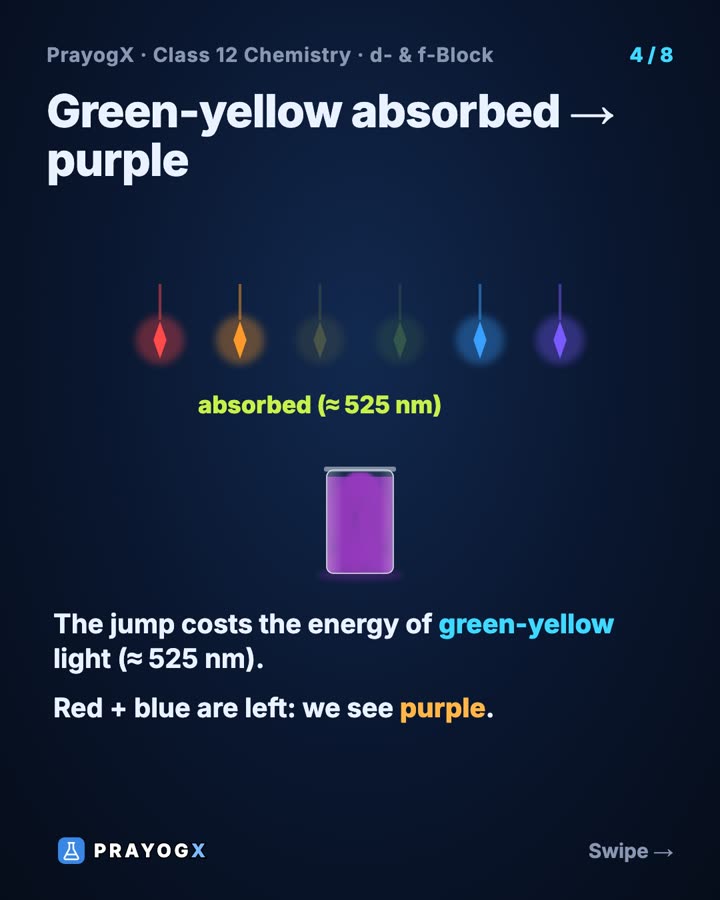 PrayogX · Class 12 Chemistry · d- & f-Block
4 / 8
Green-yellow absorbed →
purple
absorbed (≈ 525 nm)
The jump costs the energy of green-yellow
light (≈ 525 nm).
Red + blue are left: we see purple.
PRAYOGX
Swipe →